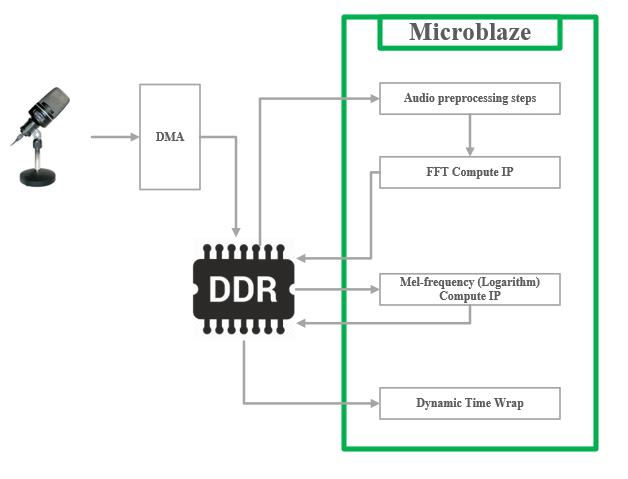 Microblaze
Audio preprocessing steps
DMA
FFT Compute IP
DDR
Mel-frequency (Logarithm)
Compute IP
Dynamic Time Wrap